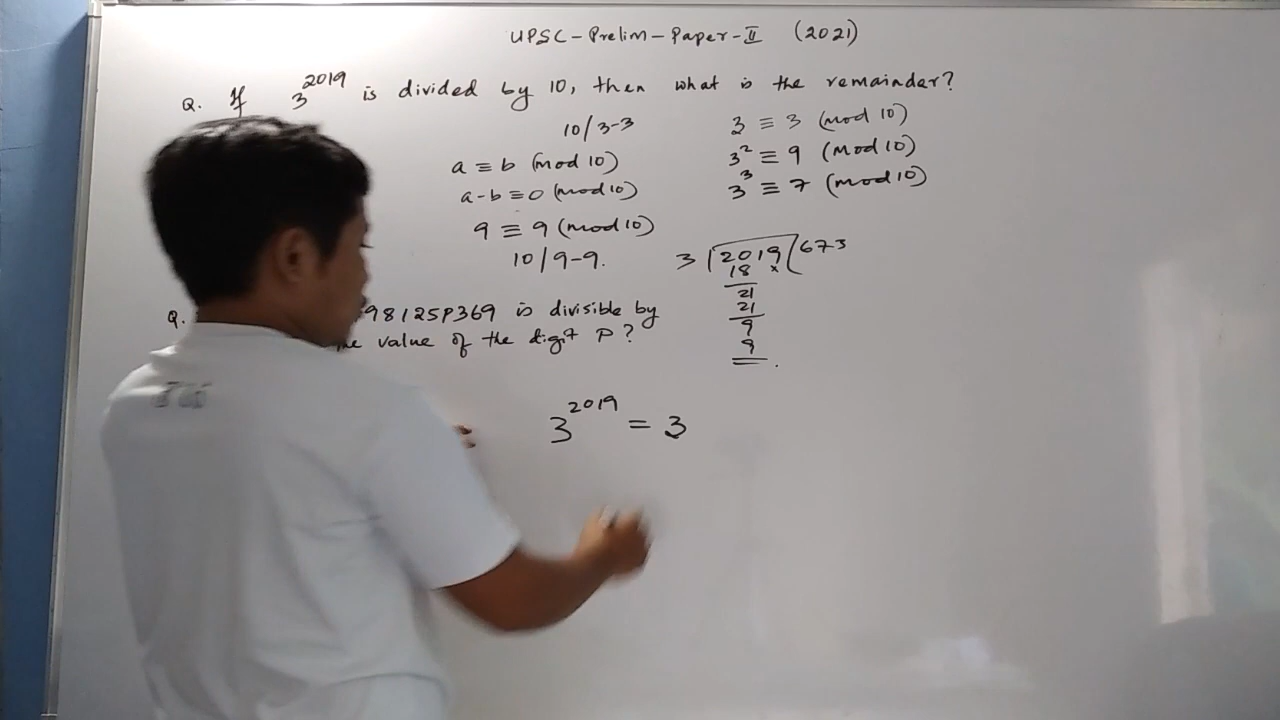 UPSC-Prelim-Paper-II (2021)
Q. If 3^2019 is divided by 10, then what is the remainder?
10/3-3
a ≡ b (mod 10)
a-b ≡ 0 (mod 10)
9 ≡ 9 (mod 10)
10/9-9.
3 ≡ 3 (mod 10)
3^2 ≡ 9 (mod 10)
3^3 ≡ 7 (mod 10)
3 ) 2019 ( 673
18 x
21
21
9
9
Q. 98125P369 is divisible by
value of the digit P?
3^2019 = 3